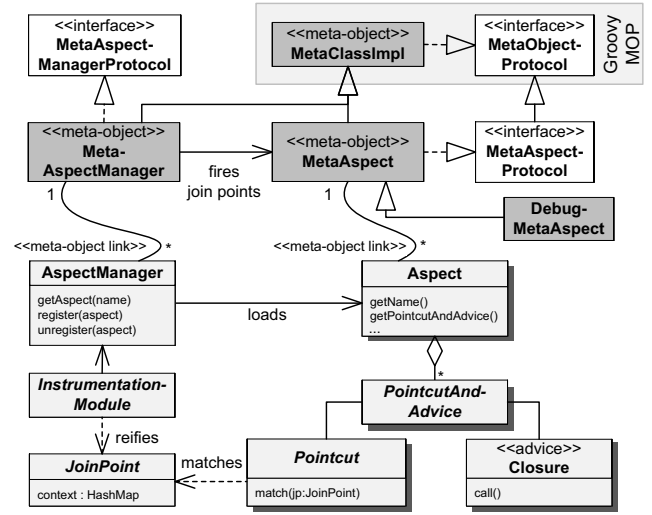 <<interface>>
MetaAspect-
ManagerProtocol
<<meta-object>>
MetaClassImpl
<<interface>>
MetaObject-
Protocol
Groovy
MOP
<<meta-object>>
Meta-
AspectManager
fires
join points
<<meta-object>>
MetaAspect
<<interface>>
MetaAspect-
Protocol
1
1
Debug-
MetaAspect
<<meta-object link>>
*
<<meta-object link>>
*
AspectManager
getAspect(name)
register(aspect)
unregister(aspect)
loads
Aspect
getName()
getPointcutAndAdvice()
...
*
Instrumentation-
Module
PointcutAnd-
Advice
reifies
JoinPoint
context : HashMap
matches
Pointcut
match(jp:JoinPoint)
<<advice>>
Closure
call()